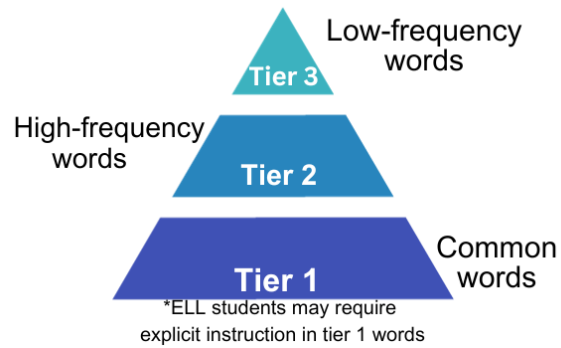 Low-frequency
words
Tier 3
High-frequency
words
Tier 2
Common
words
Tier 1
*ELL students may require
explicit instruction in tier 1 words